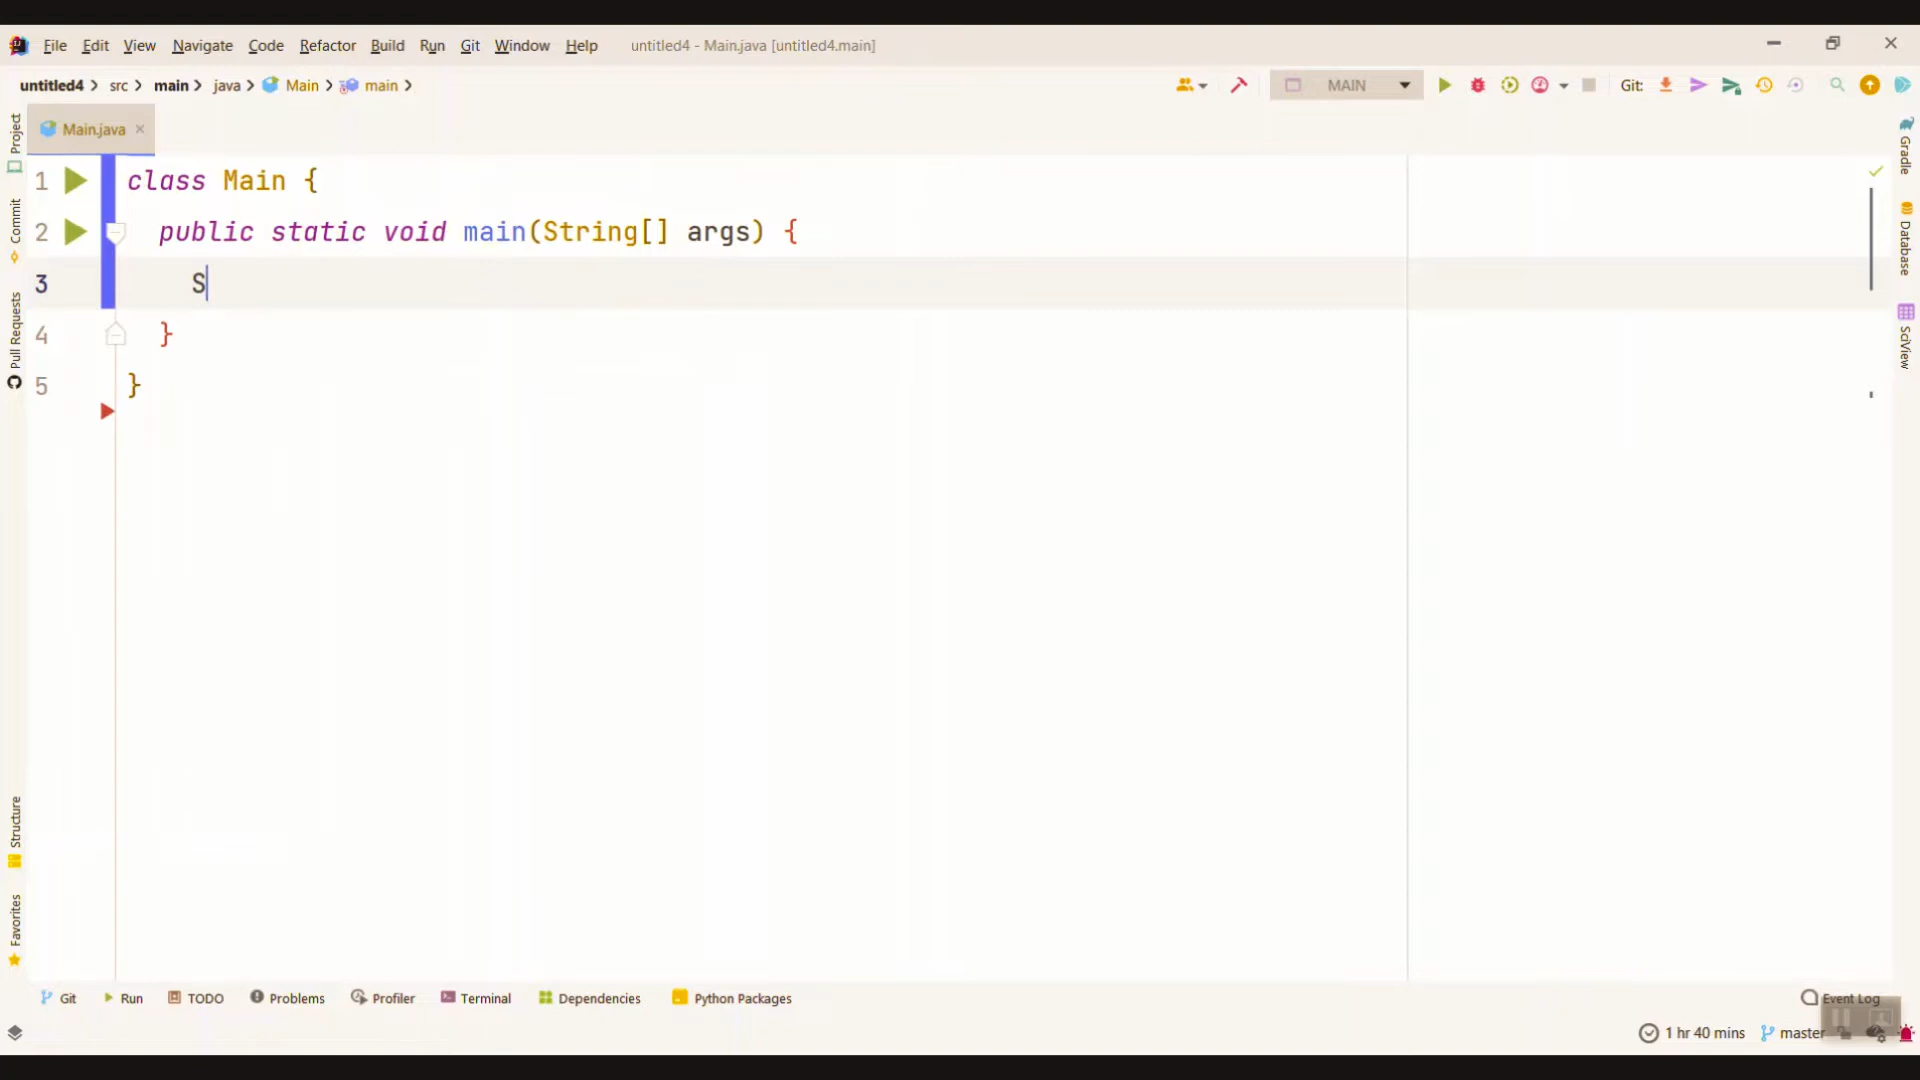 File Edit View Navigate Code Refactor Build Run Git Window Help untitled4 - Main.java [untitled4.main]
untitled4 > src > main > java > Main > main > MAIN Git:
Main.java
1 class Main {
2 public static void main(String[] args) {
3 S
4 }
5 }
Project
Commit
Pull Requests
Structure
Favorites
Gradle
Database
SciView
Git Run TODO Problems Profiler Terminal Dependencies Python Packages Event Log
1 hr 40 mins master